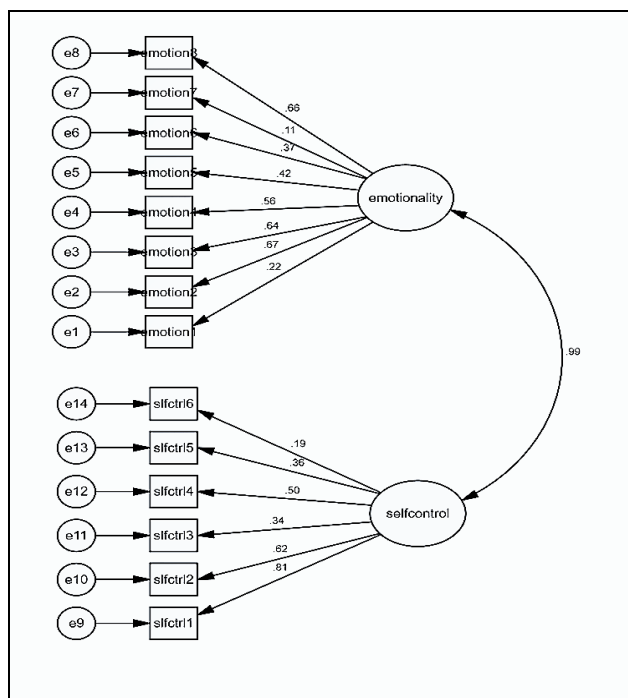 e8 emotion8
.66
e7 emotion7
.11
e6 emotion6
.37
e5 emotion5
.42
emotionality
e4 emotion4
.56
e3 emotion3
.64
.67
e2 emotion2
.22
e1 emotion1
.99
e14 slfctrl6
.19
e13 slfctrl5
.36
e12 slfctrl4
.50
selfcontrol
e11 slfctrl3
.34
e10 slfctrl2
.62
.81
e9 slfctrl1